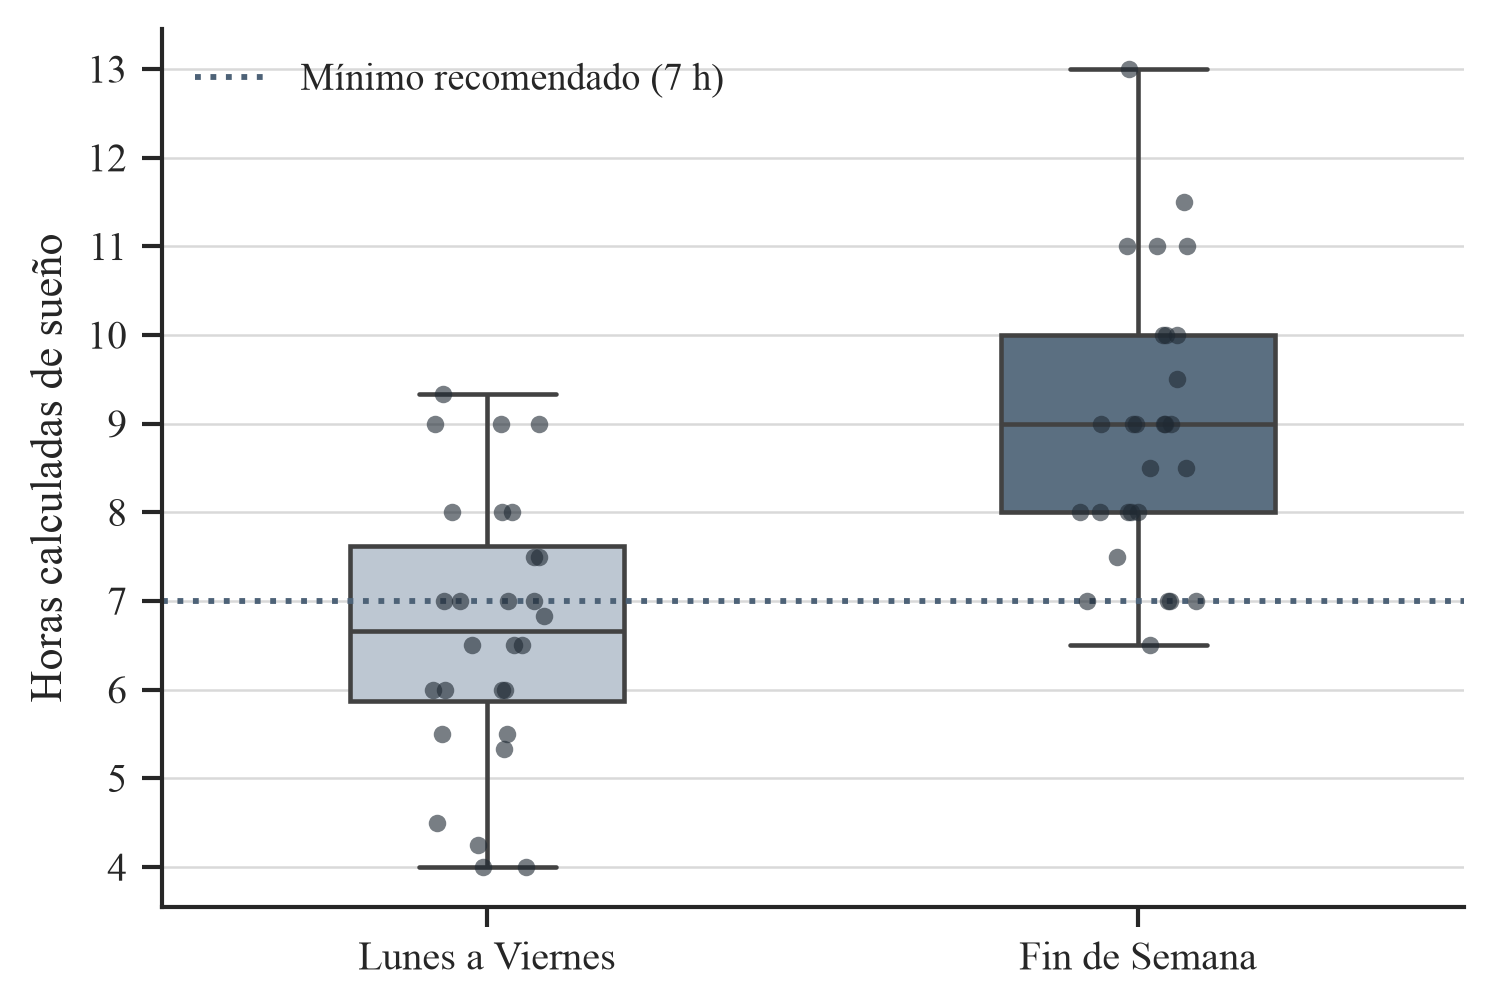 Mínimo recomendado (7 h)
Horas calculadas de sueño
13
12
11
10
9
8
7
6
5
4
Lunes a Viernes
Fin de Semana